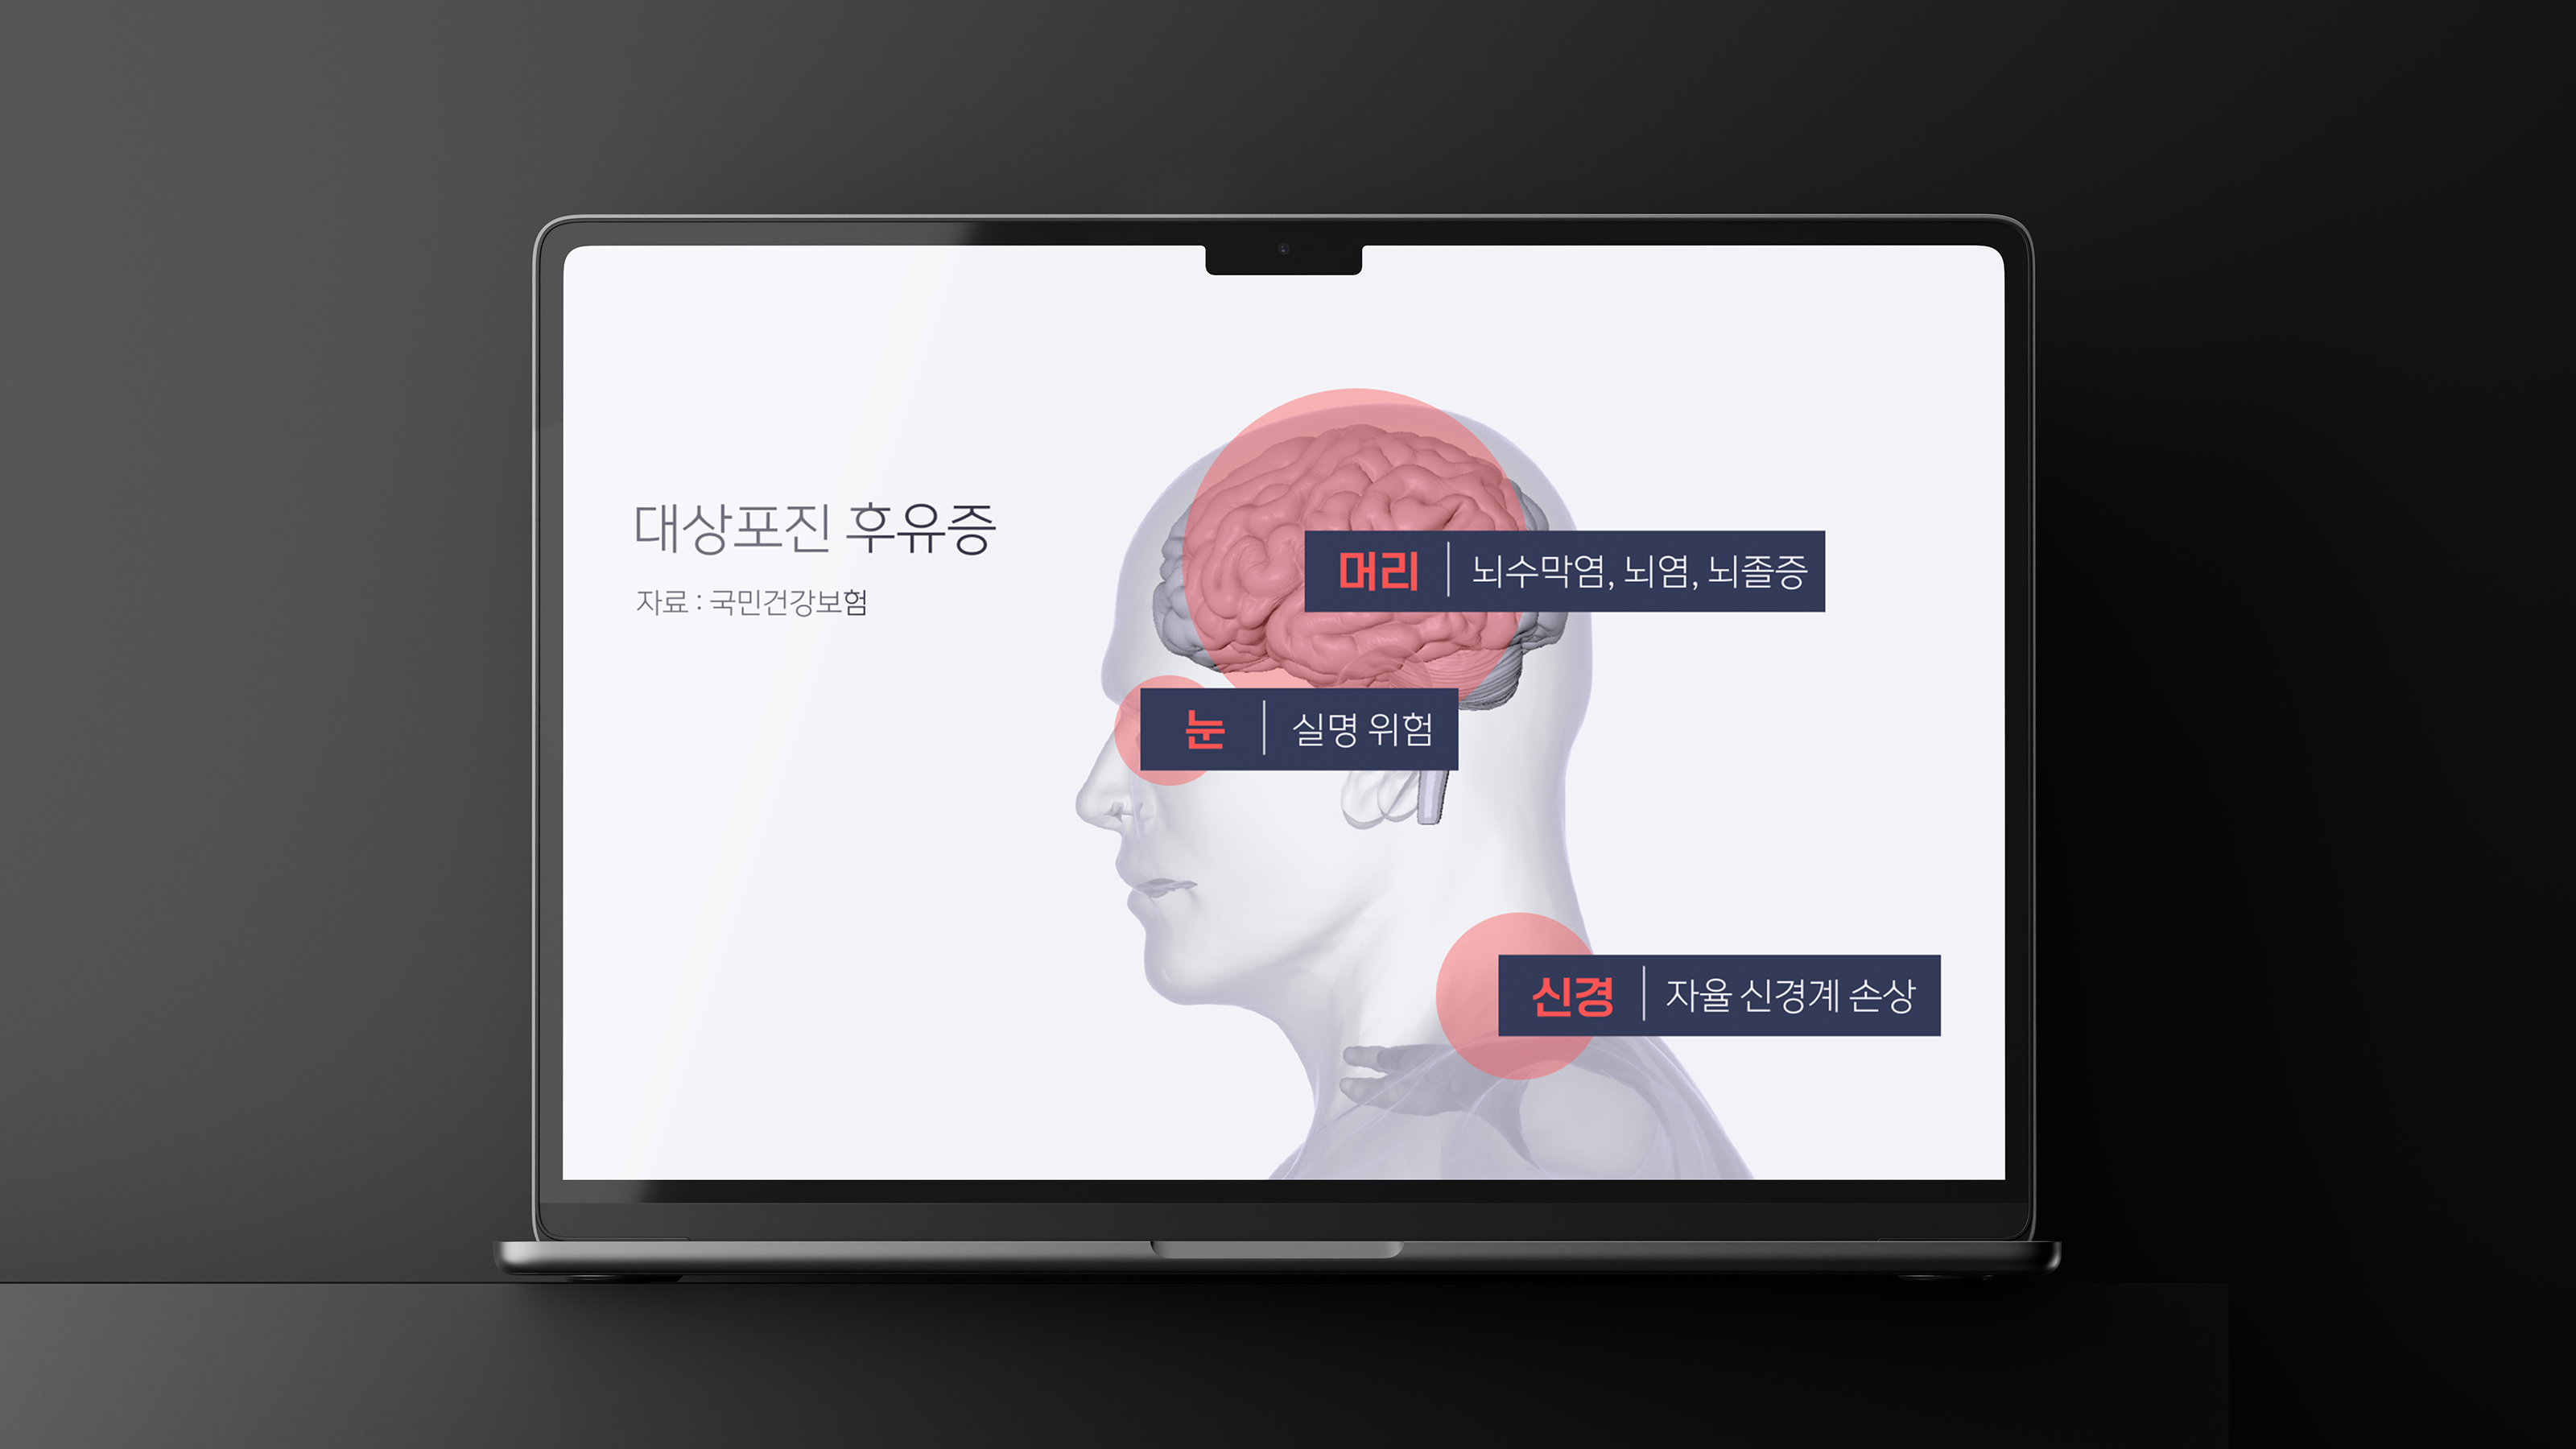 대상포진 후유증
자료 : 국민건강보험
머리 | 뇌수막염, 뇌염, 뇌졸증
눈 | 실명 위험
신경 | 자율 신경계 손상